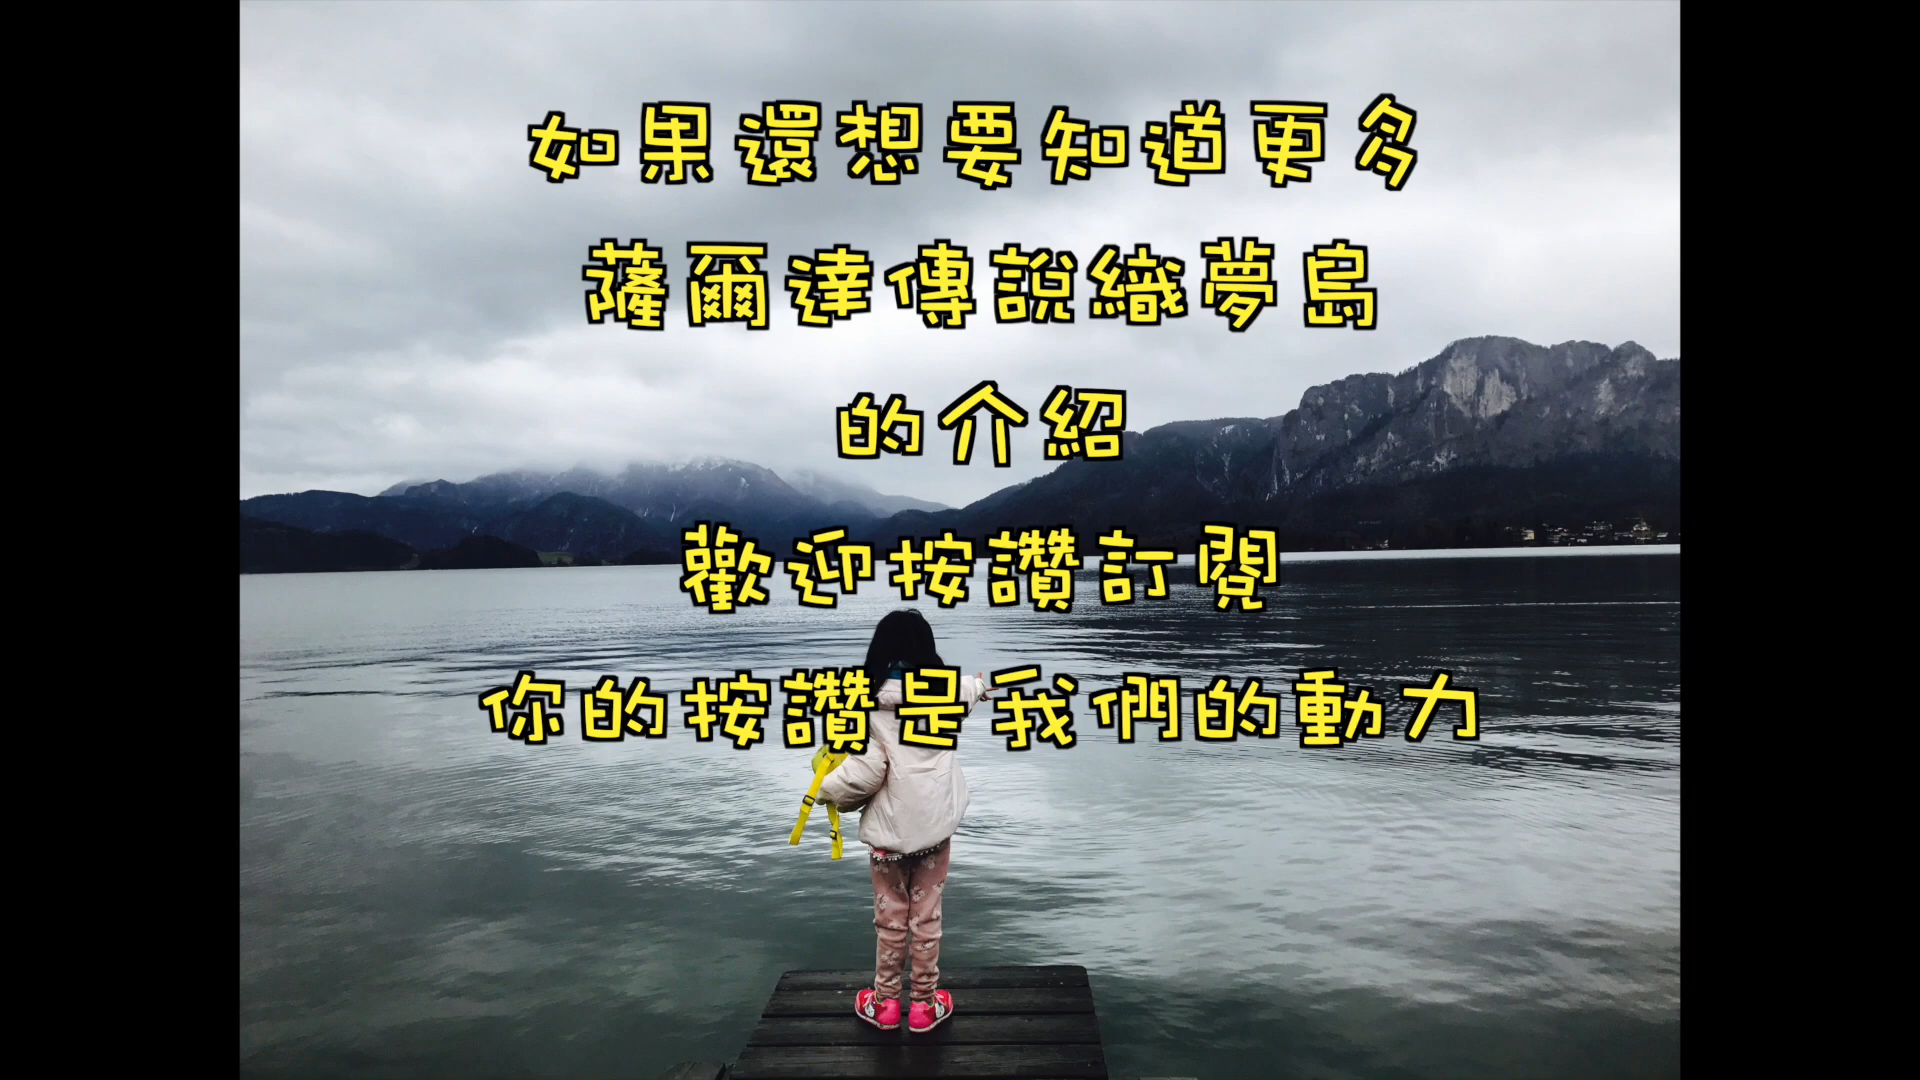 如果還想要知道更多
薩爾達傳說織夢島
的介紹
歡迎按讚訂閱
你的按讚是我們的動力